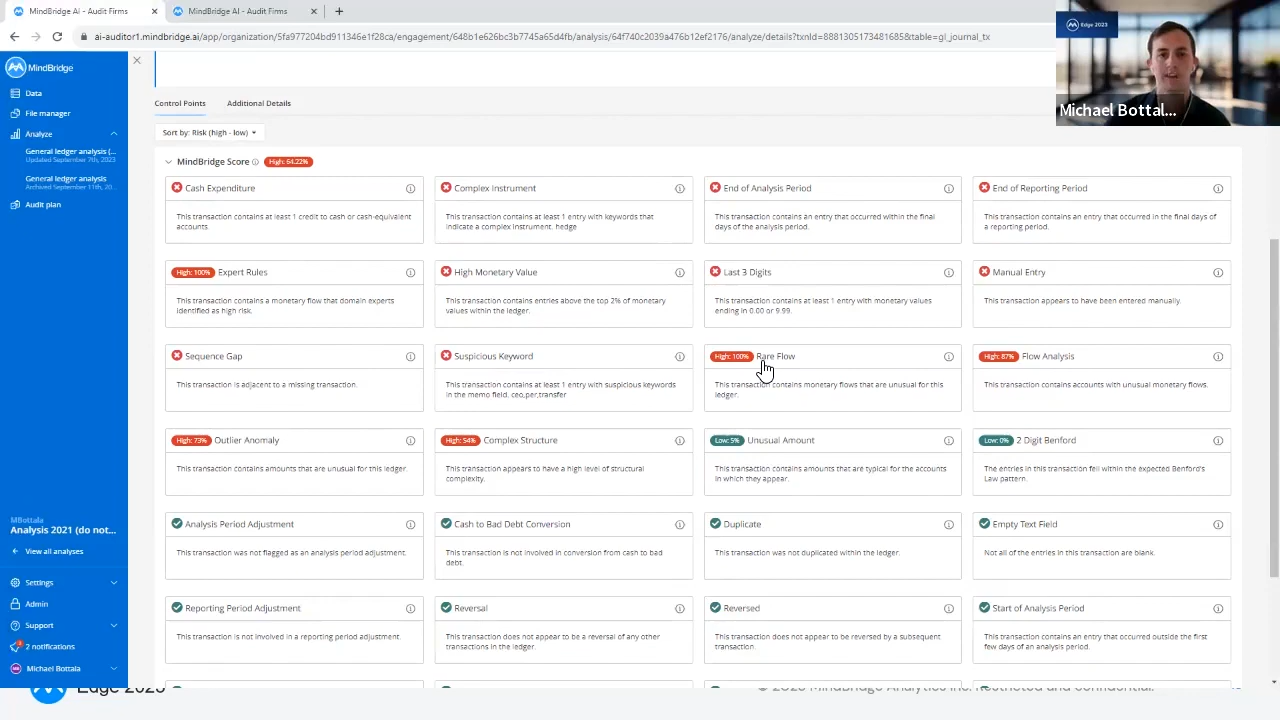 MindBridge Ai - Audit Firms
MindBridge AI - Audit Firms
Edge 2023
Michael Bottal...
MindBridge
Data
File manager
Analyze
General ledger analysis (...
Updated September 7th, 2023
General ledger analysis
Archived September 11th, 20...
Audit plan
MBottala
Analysis 2021 (do not...
View all analyses
Settings
Admin
Support
2 notifications
Michael Bottala
Control Points
Additional Details
Sort by: Risk (high - low)
MindBridge Score
High: 64.22%
Cash Expenditure
This transaction contains at least 1 credit to cash or cash-equivalent
accounts.
Complex Instrument
This transaction contains at least 1 entry with keywords that
indicate a complex instrument. hedge
End of Analysis Period
This transaction contains an entry that occurred within the final
days of the analysis period.
End of Reporting Period
This transaction contains an entry that occurred in the final days of
a reporting period.
High: 100% Expert Rules
This transaction contains a monetary flow that domain experts
identified as high risk.
High Monetary Value
This transaction contains entries above the top 2% of monetary
values within the ledger.
Last 3 Digits
This transaction contains at least 1 entry with monetary values
ending in 0.00 or 9.99.
Manual Entry
This transaction appears to have been entered manually.
Sequence Gap
This transaction is adjacent to a missing transaction.
Suspicious Keyword
This transaction contains at least 1 entry with suspicious keywords
in the memo field. ceo,per,transfer
High: 100% Rare Flow
This transaction contains monetary flows that are unusual for this
ledger.
High: 87% Flow Analysis
This transaction contains accounts with unusual monetary flows.
High: 73% Outlier Anomaly
This transaction contains amounts that are unusual for this ledger.
High: 54% Complex Structure
This transaction appears to have a high level of structural
complexity.
Low: 5% Unusual Amount
This transaction contains amounts that are typical for the accounts
in which they appear.
Low: 0% 2 Digit Benford
The entries in this transaction fell within the expected Benford's
Law pattern.
Analysis Period Adjustment
This transaction was not flagged as an analysis period adjustment.
Cash to Bad Debt Conversion
This transaction is not involved in conversion from cash to bad
debt.
Duplicate
This transaction was not duplicated within the ledger.
Empty Text Field
Not all of the entries in this transaction are blank.
Reporting Period Adjustment
This transaction is not involved in a reporting period adjustment.
Reversal
This transaction does not appear to be a reversal of any other
transactions in the ledger.
Reversed
This transaction does not appear to be reversed by a subsequent
transaction.
Start of Analysis Period
This transaction contains an entry that occurred outside the first
few days of an analysis period.
Edge 2023
© 2023 MindBridge Analytics Inc. Restricted and Confidential.